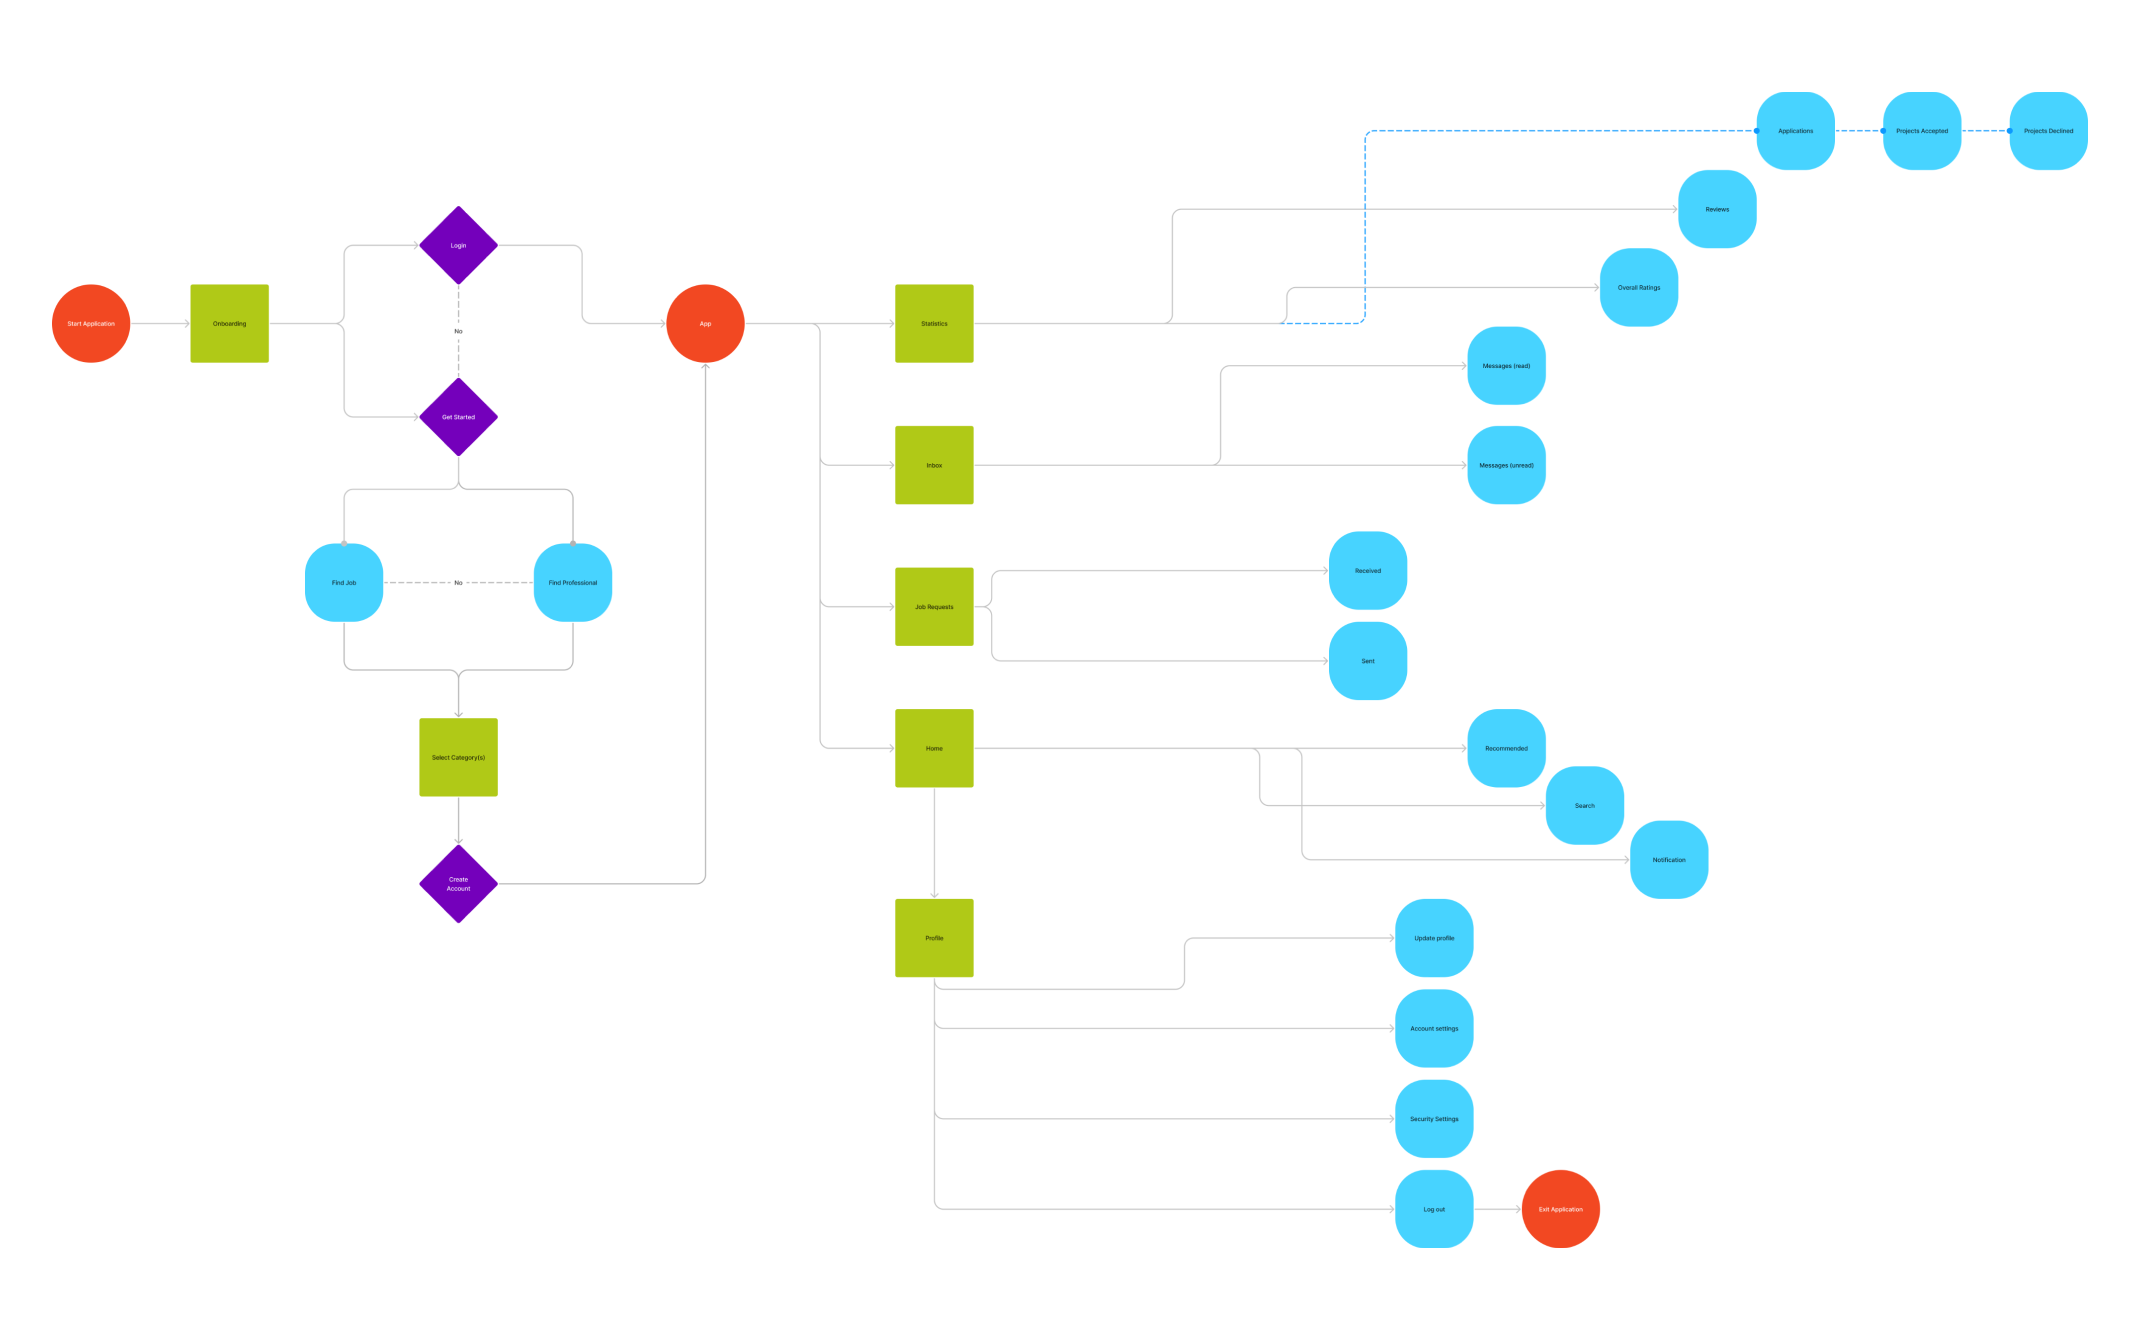 Start Application
Onboarding
Login
No
Get Started
Find Job
No
Find Professional
Select Category(s)
Create
Account
App
Statistics
Applications
Projects Accepted
Projects Declined
Reviews
Overall Ratings
Inbox
Messages (read)
Messages (unread)
Job Requests
Received
Sent
Home
Recommended
Search
Notification
Profile
Update profile
Account settings
Security Settings
Log out
Exit Application